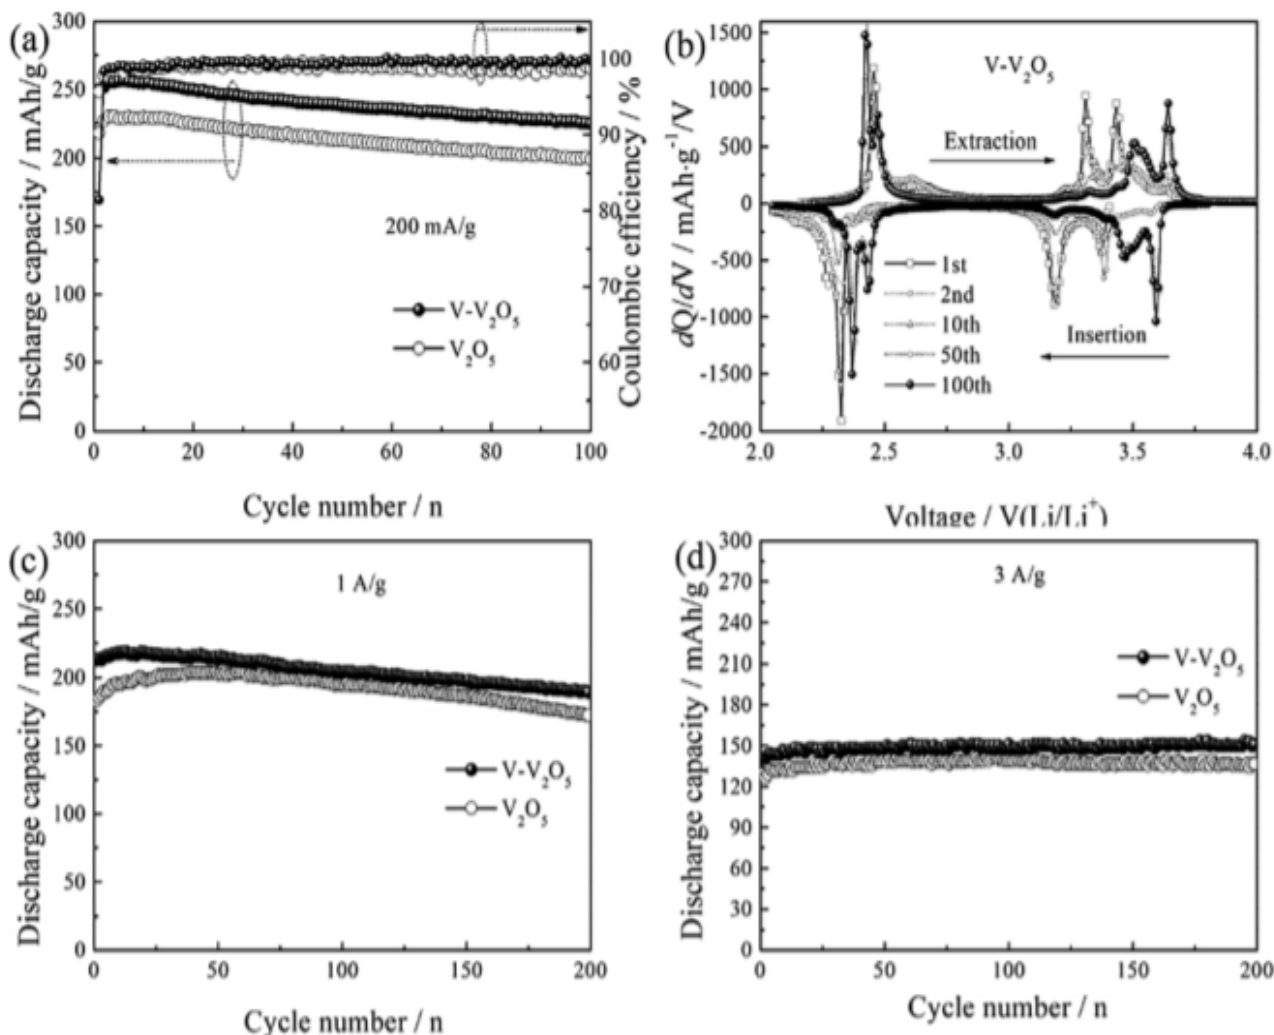 (a)
300
250
200
150
100
50
0
Discharge capacity / mAh/g
100
90
80
70
60
Coulombic efficiency / %
200 mA/g
V-V₂O₅
V₂O₅
0 20 40 60 80 100
Cycle number / n
(b)
1500
1000
500
0
-500
-1000
-1500
-2000
dQ/dV / mAh·g⁻¹/V
V-V₂O₅
Extraction
1st
2nd
10th
50th
100th
Insertion
2.0 2.5 3.0 3.5 4.0
Voltage / V(Li/Li⁺)
(c)
300
250
200
150
100
50
0
Discharge capacity / mAh/g
1 A/g
V-V₂O₅
V₂O₅
0 50 100 150 200
Cycle number / n
(d)
300
270
240
210
180
150
120
90
60
30
0
Discharge capacity / mAh/g
3 A/g
V-V₂O₅
V₂O₅
0 50 100 150 200
Cycle number / n